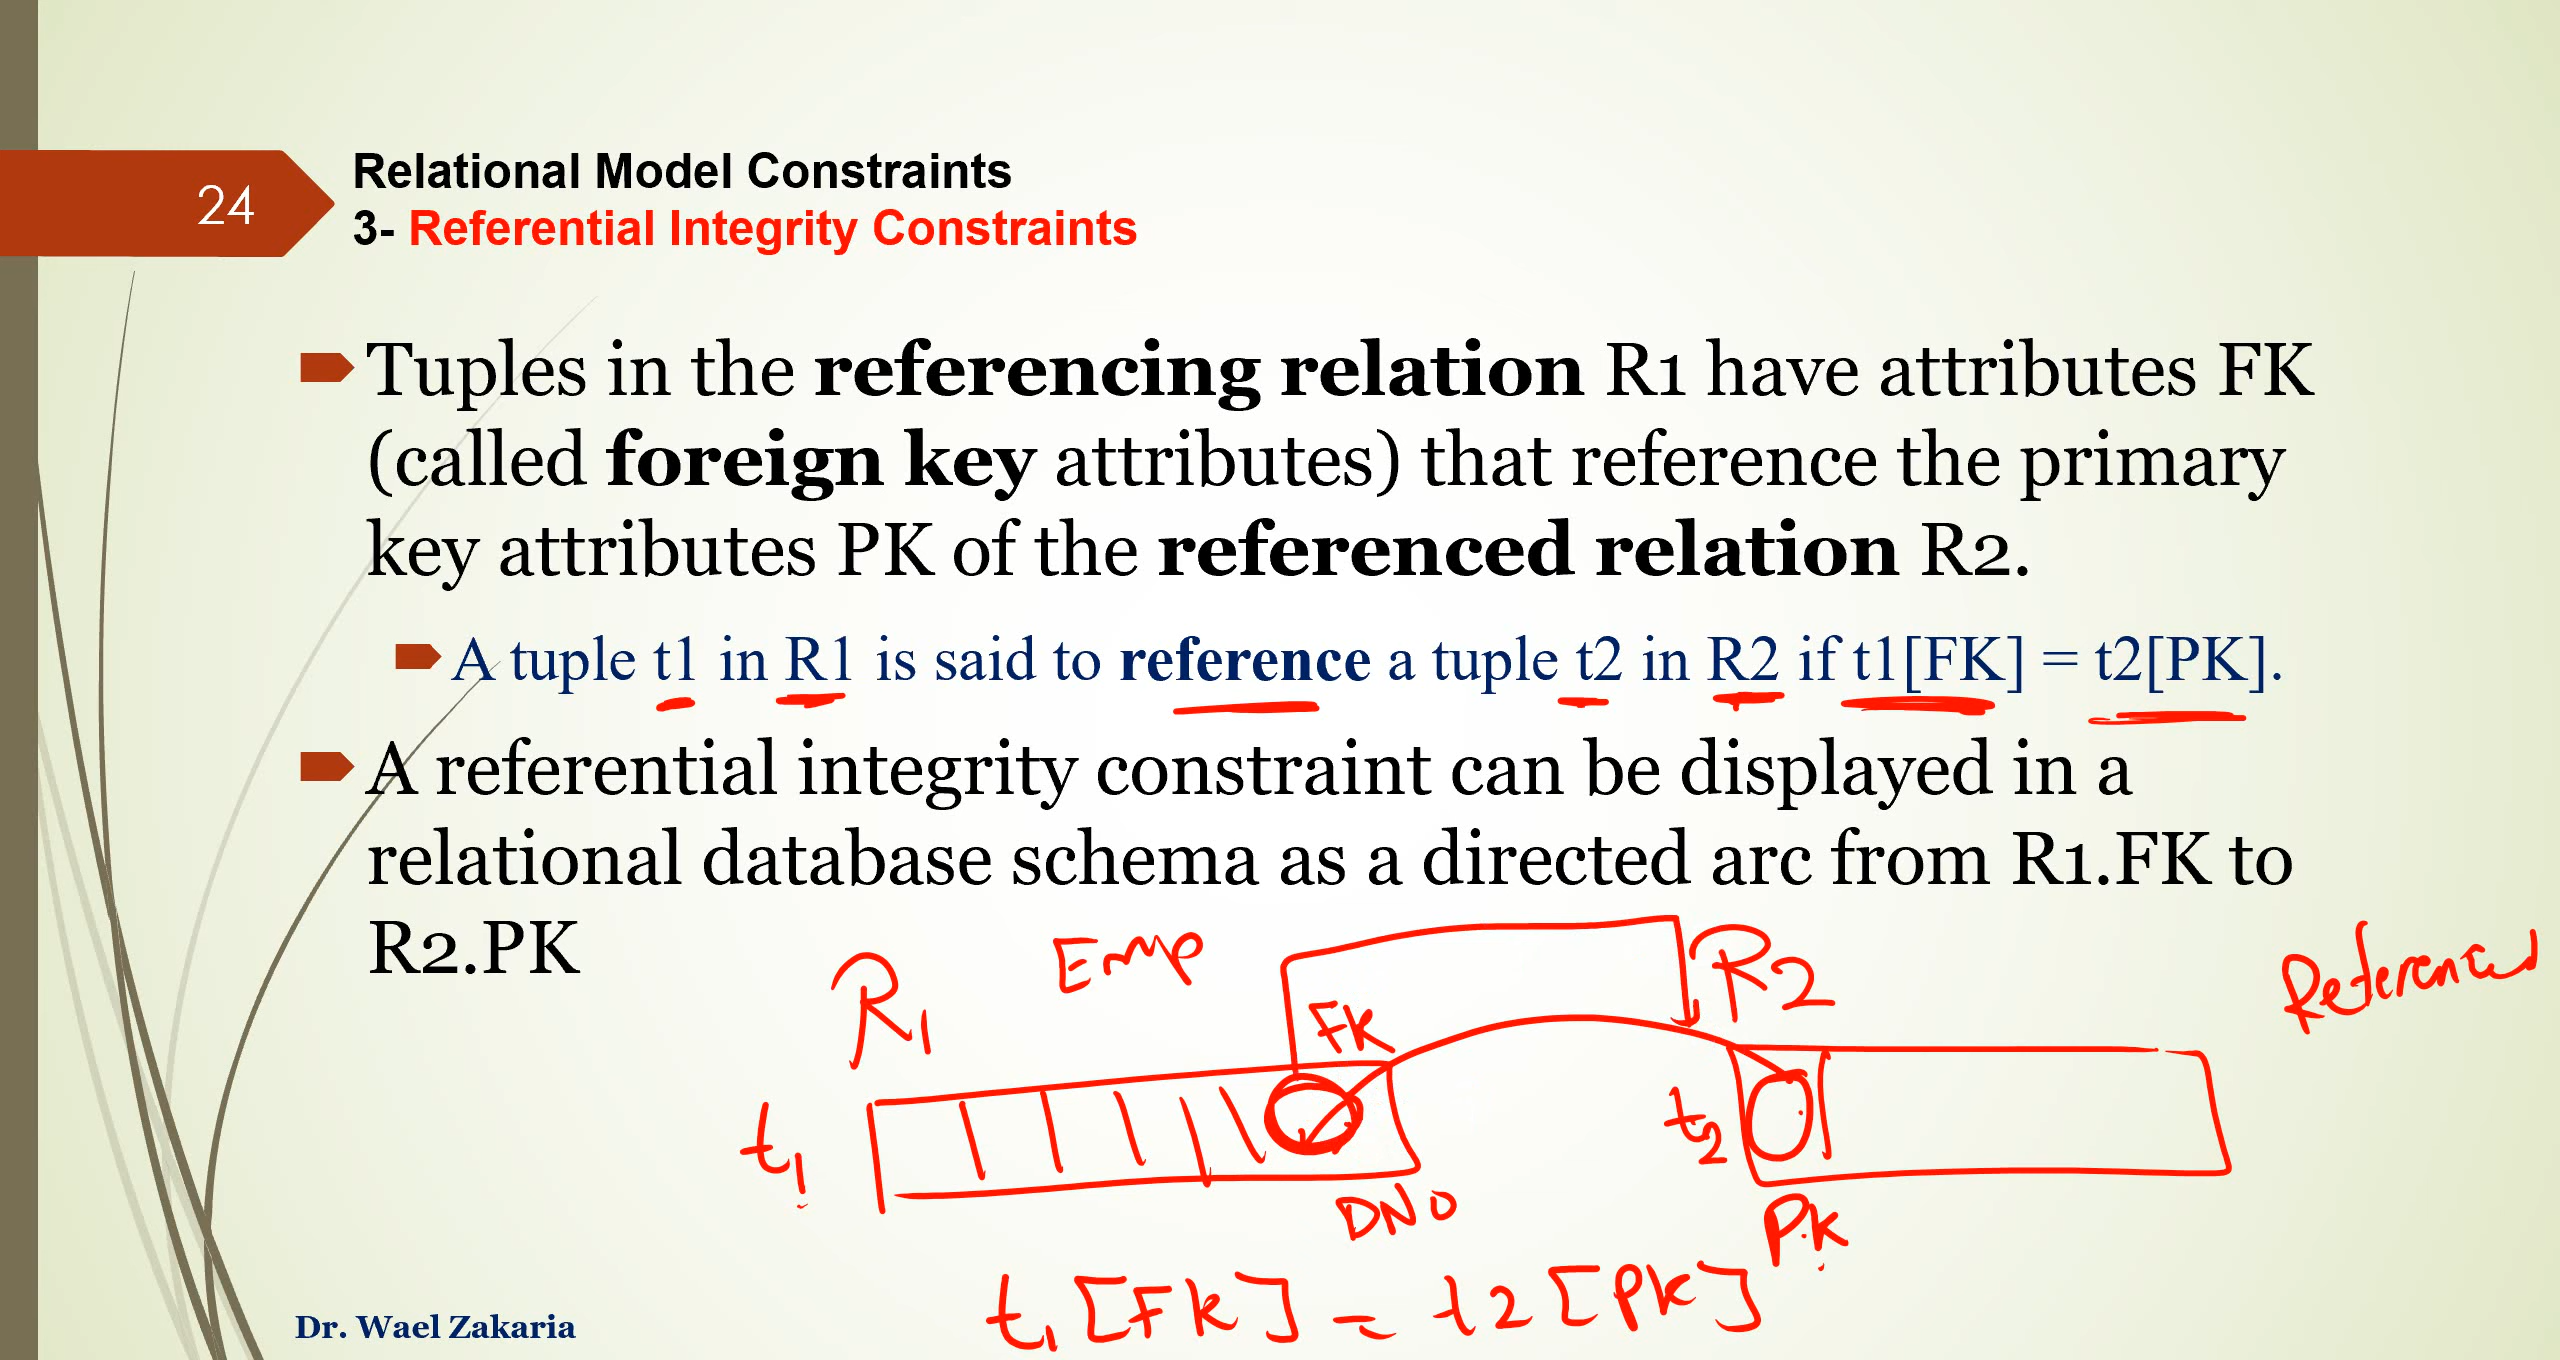 24
Relational Model Constraints
3- Referential Integrity Constraints
Tuples in the referencing relation R1 have attributes FK
(called foreign key attributes) that reference the primary
key attributes PK of the referenced relation R2.
A tuple t1 in R1 is said to reference a tuple t2 in R2 if t1[FK] = t2[PK].
A referential integrity constraint can be displayed in a
relational database schema as a directed arc from R1.FK to
R2.PK
R1 Emp FK R2 Referenced
t1 t2
DNO PK
t1[FK] = t2[PK]
Dr. Wael Zakaria